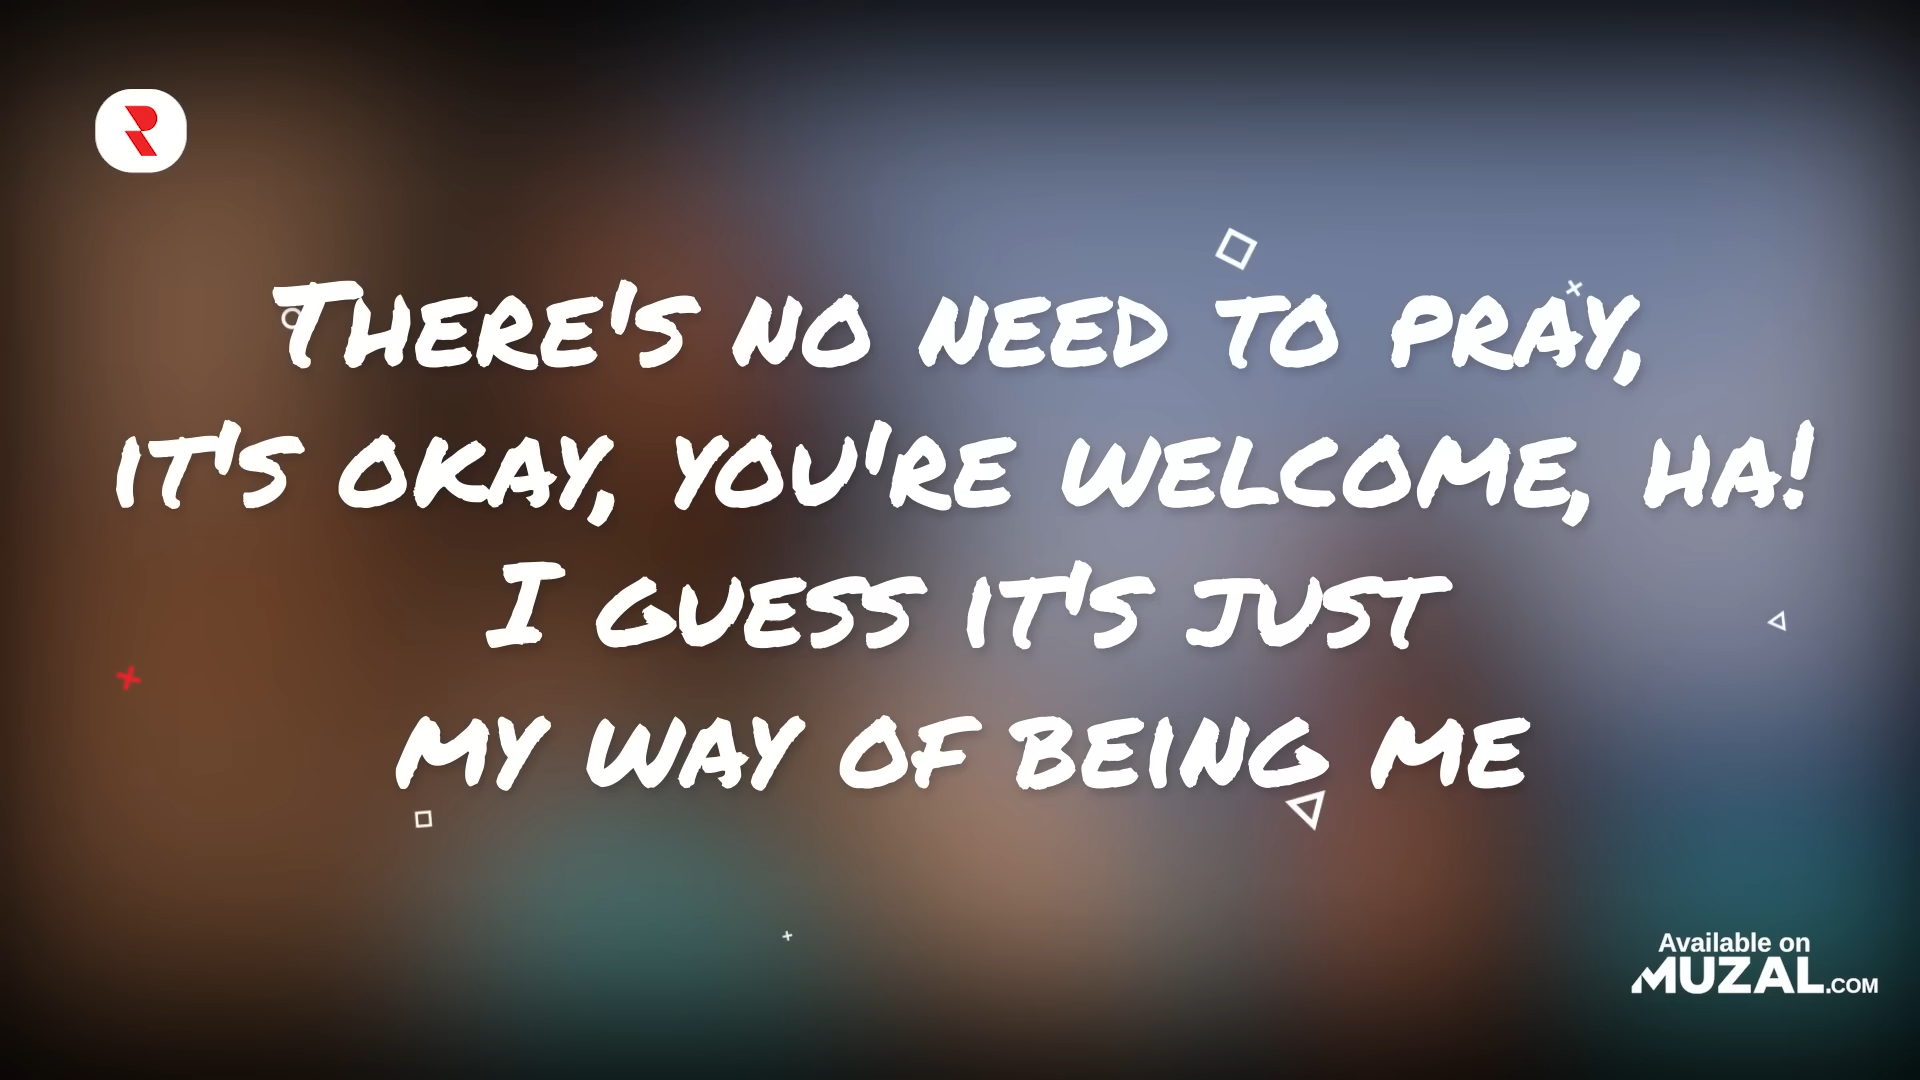 There's no need to pray,
it's okay, you're welcome, ha!
I guess it's just
my way of being me
Available on
MUZAL.COM